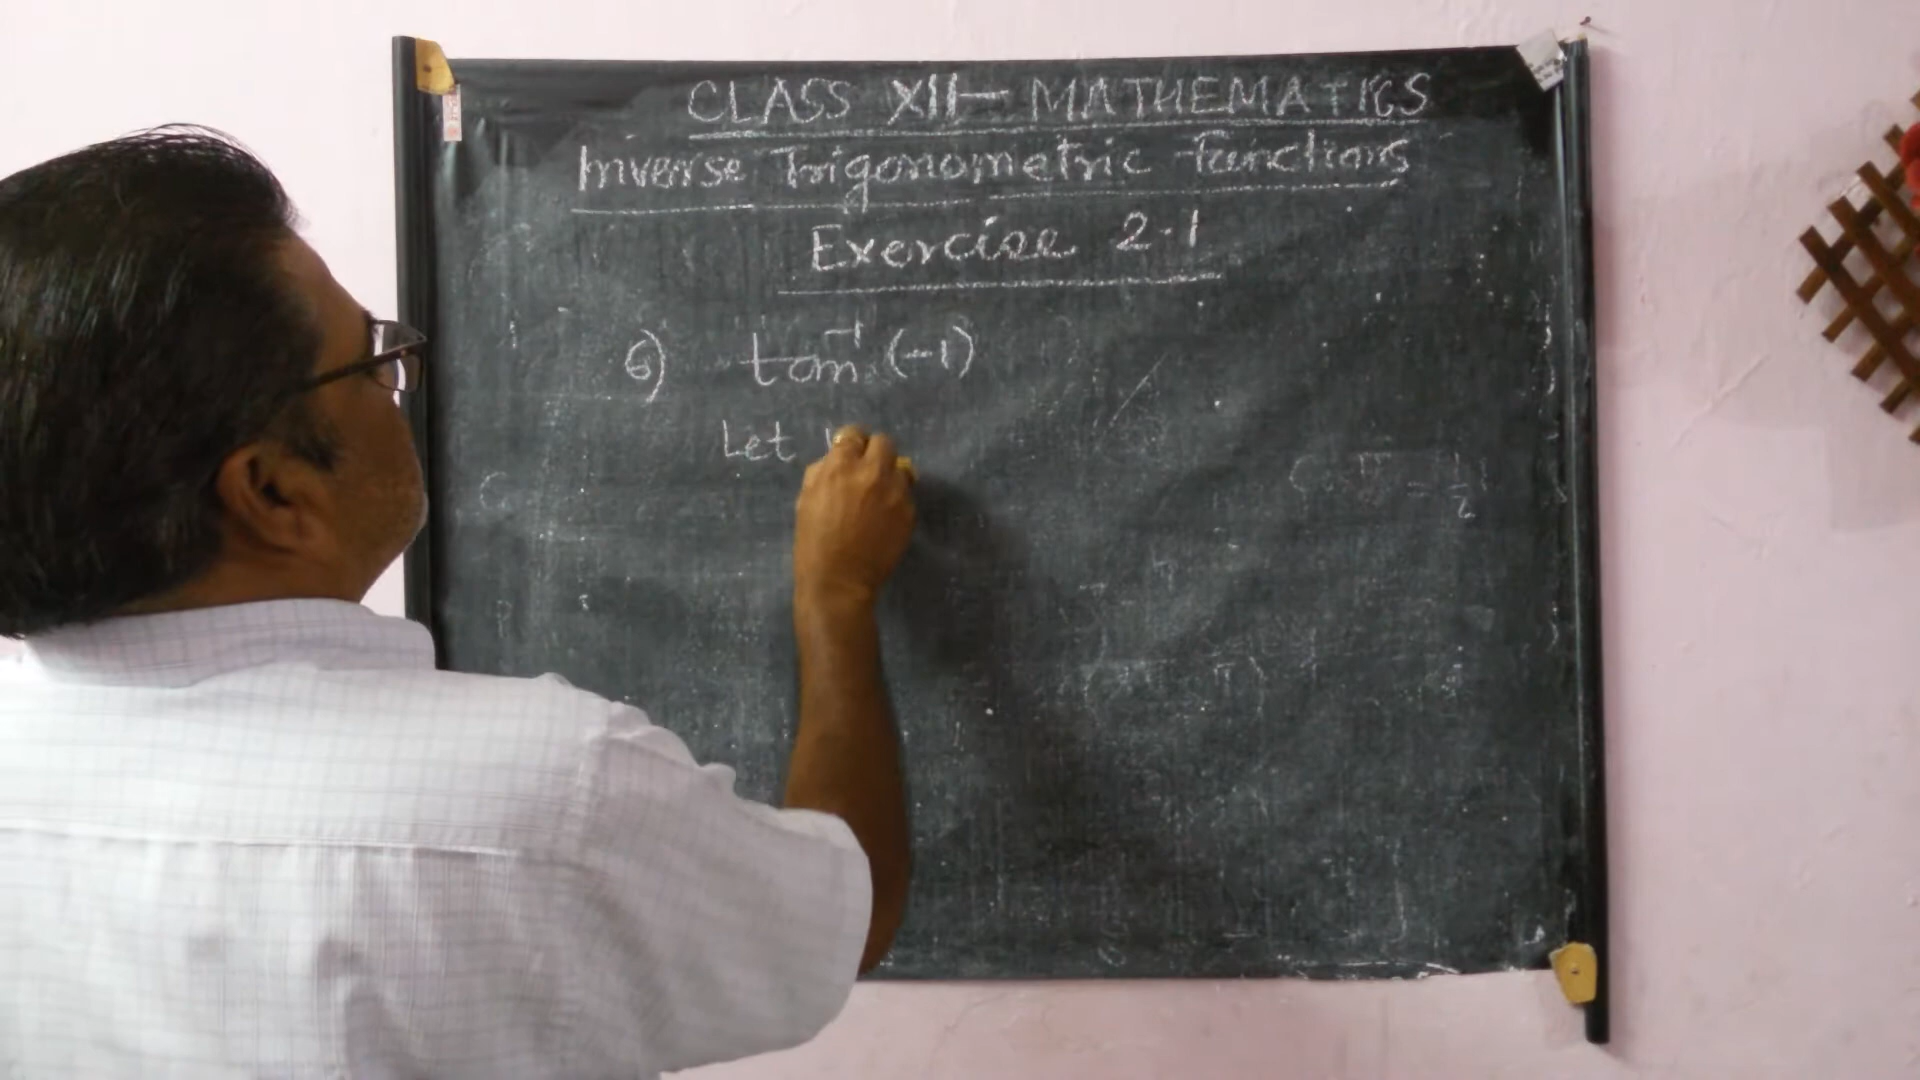 CLASS XII - MATHEMATICS
Inverse Trigonometric Functions
Exercise 2.1
6) tan⁻¹ (-1)
Let